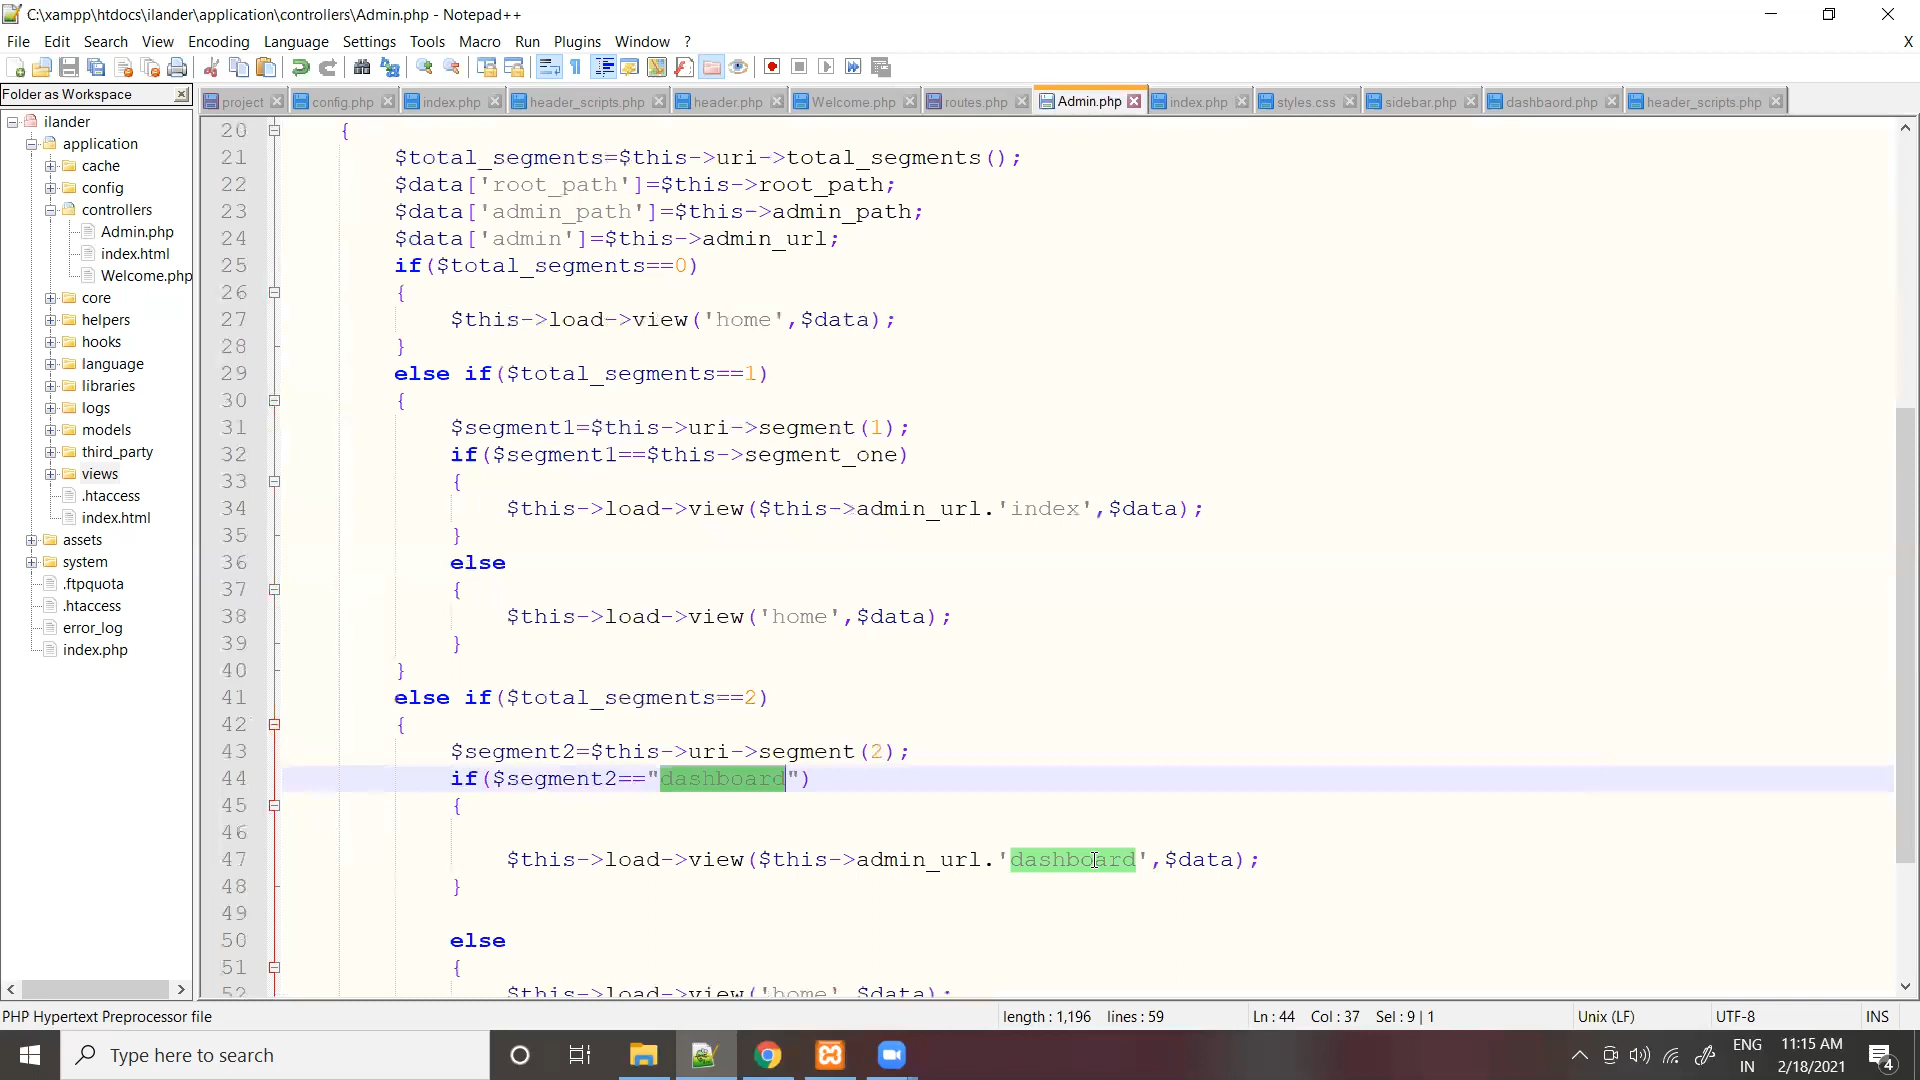 C:\xampp\htdocs\ilander\application\controllers\Admin.php - Notepad++
File Edit Search View Encoding Language Settings Tools Macro Run Plugins Window ? X
Folder as Workspace
project config.php index.php header_scripts.php header.php Welcome.php routes.php Admin.php index.php styles.css sidebar.php dashbaord.php header_scripts.php
ilander
application
cache
config
controllers
Admin.php
index.html
Welcome.php
core
helpers
hooks
language
libraries
logs
models
third_party
views
.htaccess
index.html
assets
system
.ftpquota
.htaccess
error_log
index.php
20 {
21 $total_segments=$this->uri->total_segments();
22 $data['root_path']=$this->root_path;
23 $data['admin_path']=$this->admin_path;
24 $data['admin']=$this->admin_url;
25 if($total_segments==0)
26 {
27 $this->load->view('home',$data);
28 }
29 else if($total_segments==1)
30 {
31 $segment1=$this->uri->segment(1);
32 if($segment1==$this->segment_one)
33 {
34 $this->load->view($this->admin_url.'index',$data);
35 }
36 else
37 {
38 $this->load->view('home',$data);
39 }
40 }
41 else if($total_segments==2)
42 {
43 $segment2=$this->uri->segment(2);
44 if($segment2=="dashboard")
45 {
46
47 $this->load->view($this->admin_url.'dashboard',$data);
48 }
49
50 else
51 {
52 $this->load->view('home',$data);
PHP Hypertext Preprocessor file length : 1,196 lines : 59 Ln : 44 Col : 37 Sel : 9 | 1 Unix (LF) UTF-8 INS
Type here to search
ENG
IN
11:15 AM
2/18/2021
4